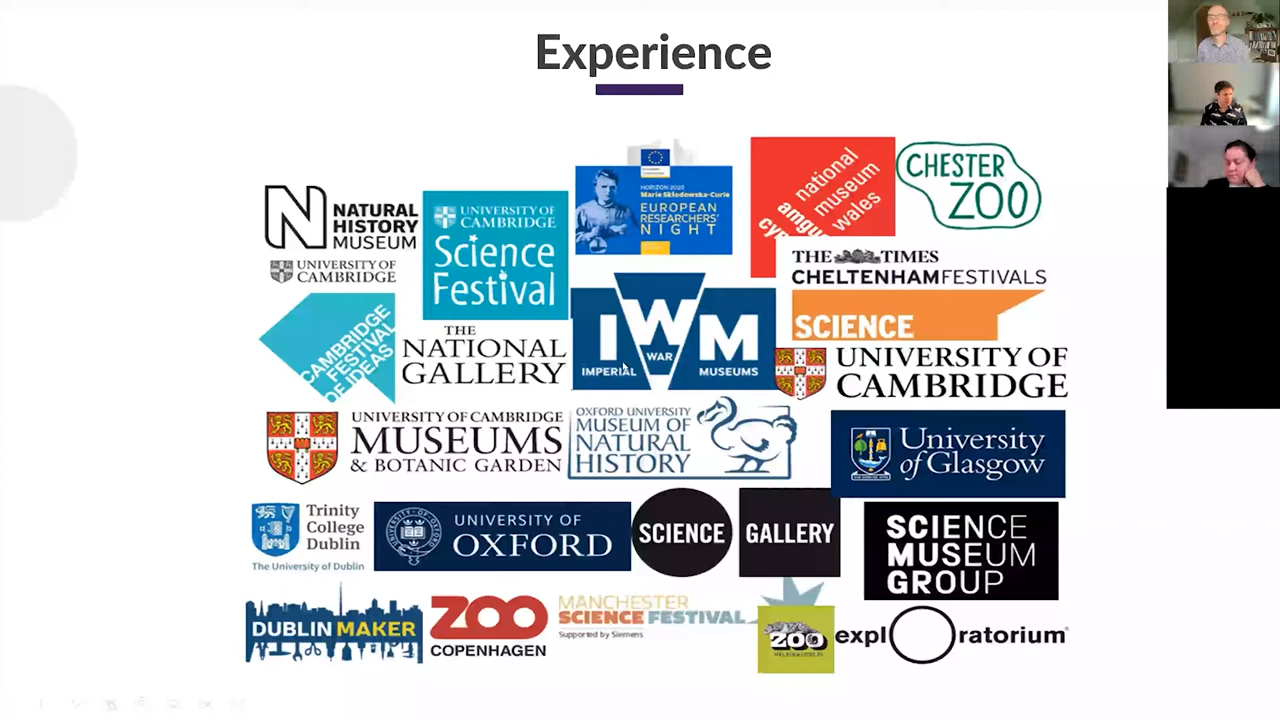 Experience
HORIZON 2020
Marie Skłodowska-Curie
EUROPEAN
RESEARCHERS'
NIGHT
national
museum
wales
CHESTER
ZOO
N NATURAL
HISTORY
MUSEUM
UNIVERSITY OF
CAMBRIDGE
UNIVERSITY OF
CAMBRIDGE
Science
Festival
THE TIMES
CHELTENHAMFESTIVALS
SCIENCE
CAMBRIDGE
FESTIVAL
OF IDEAS
THE
NATIONAL
GALLERY
IWM
IMPERIAL WAR MUSEUMS
UNIVERSITY OF
CAMBRIDGE
UNIVERSITY OF CAMBRIDGE
MUSEUMS
& BOTANIC GARDEN
OXFORD UNIVERSITY
MUSEUM OF
NATURAL
HISTORY
University
of Glasgow
Trinity
College
Dublin
The University of Dublin
UNIVERSITY OF
OXFORD
SCIENCE GALLERY
SCIENCE
MUSEUM
GROUP
DUBLIN MAKER
ZOO
COPENHAGEN
MANCHESTER
SCIENCE FESTIVAL
Supported by Siemens
ZOO
explOratorium®